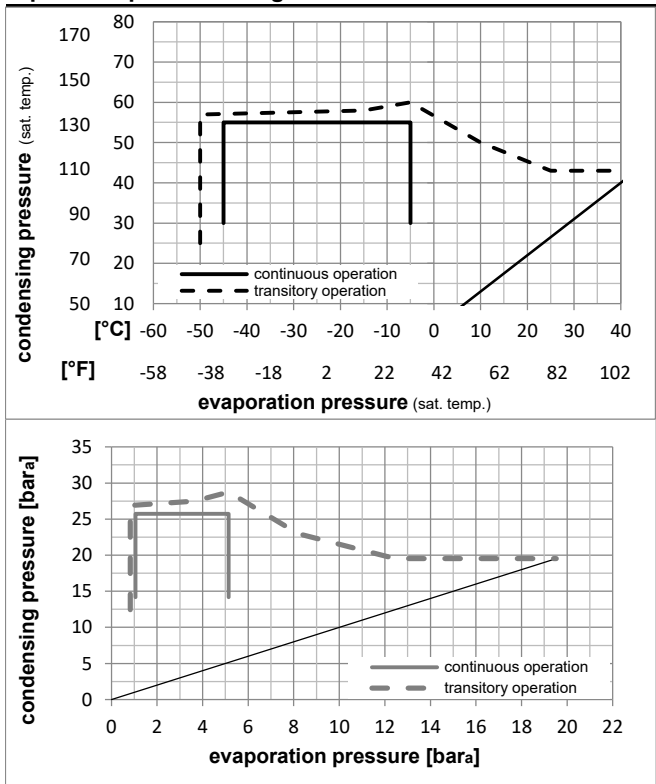 170 80
70
150 60
130 50
110 40
90 30
70 20
50 10
condensing pressure (sat. temp.)
continuous operation
transitory operation
[°C] -60 -50 -40 -30 -20 -10 0 10 20 30 40
[°F] -58 -38 -18 2 22 42 62 82 102
evaporation pressure (sat. temp.)
35
30
25
20
15
10
5
0
condensing pressure [bara]
continuous operation
transitory operation
0 2 4 6 8 10 12 14 16 18 20 22
evaporation pressure [bara]